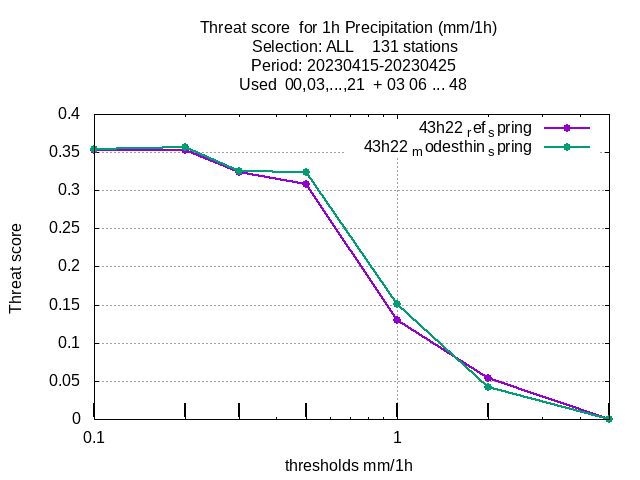 Threat score  for 1h Precipitation (mm/1h)
Selection: ALL    131 stations
Period: 20230415-20230425
Used  00,03,...,21  + 03 06 ... 48
43h22 ref spring
43h22 modesthin spring
0.4
0.35
0.3
0.25
0.2
0.15
0.1
0.05
0
Threat score
0.1 1
thresholds mm/1h